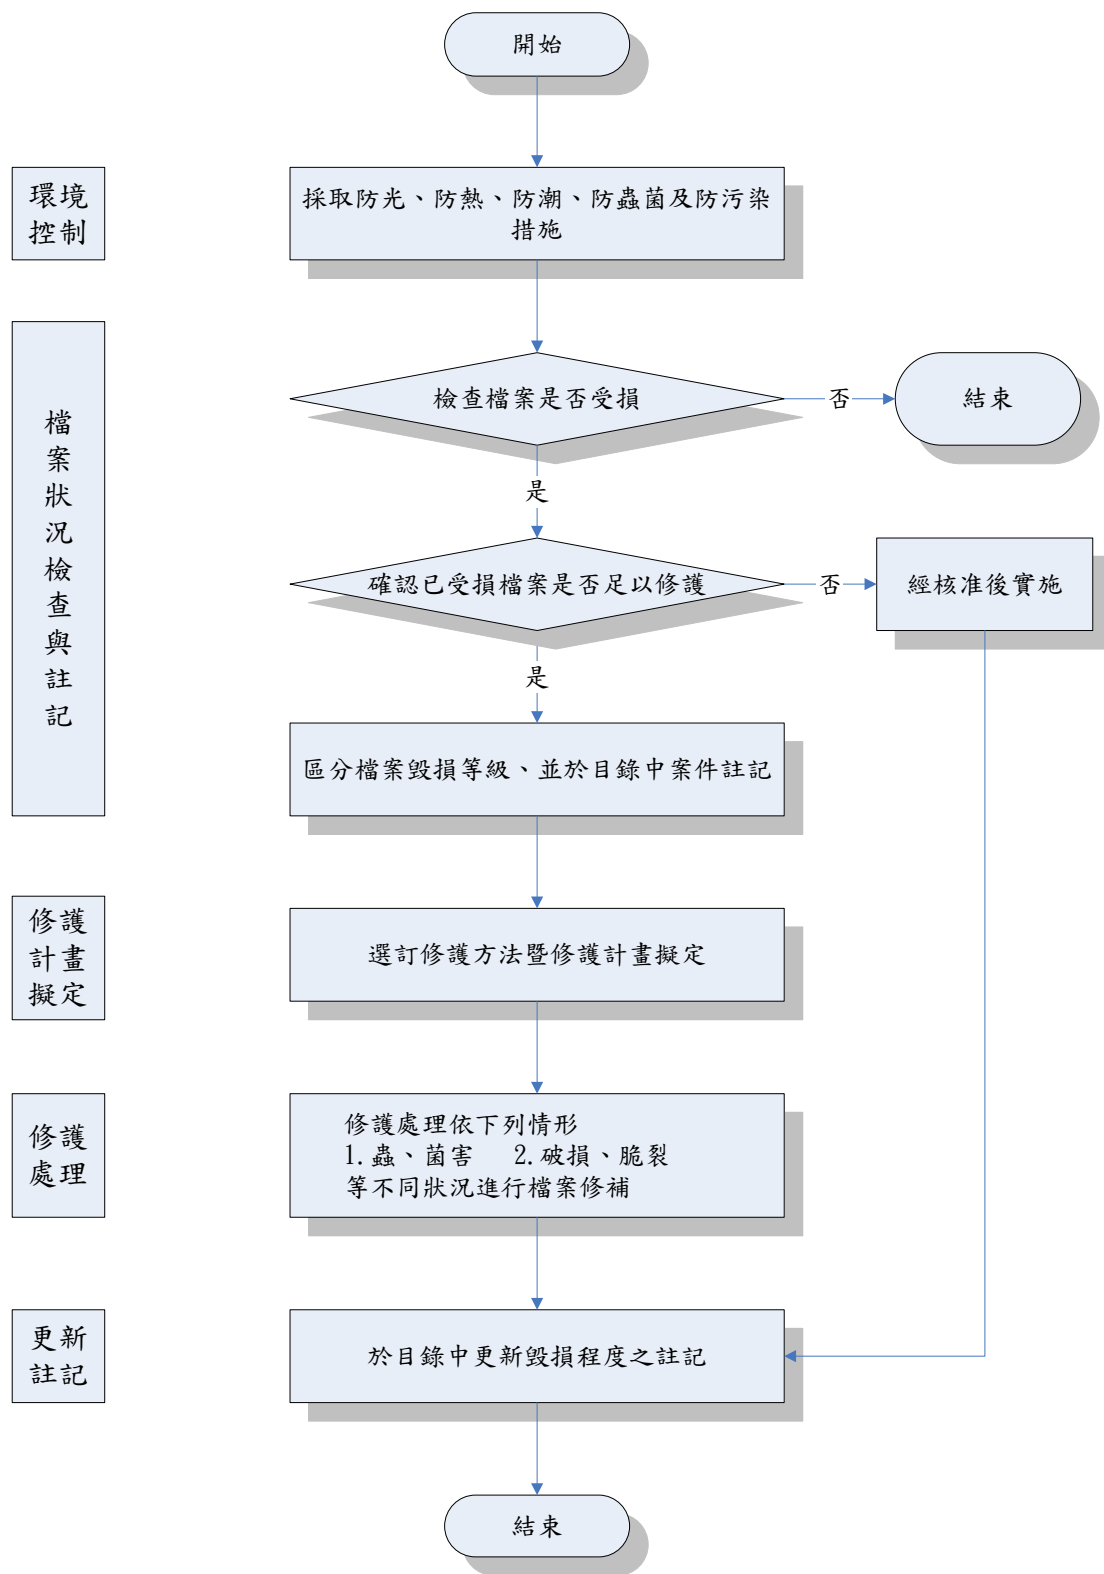 開始
環境
控制
採取防光、防熱、防潮、防蟲菌及防污染
措施
檔
案
狀
況
檢
查
與
註
記
檢查檔案是否受損
否
結束
是
確認已受損檔案是否足以修護
否
經核准後實施
是
區分檔案毀損等級、並於目錄中案件註記
修護
計畫
擬定
選訂修護方法暨修護計畫擬定
修護
處理
修護處理依下列情形
1.蟲、菌害 2.破損、脆裂
等不同狀況進行檔案修補
更新
註記
於目錄中更新毀損程度之註記
結束